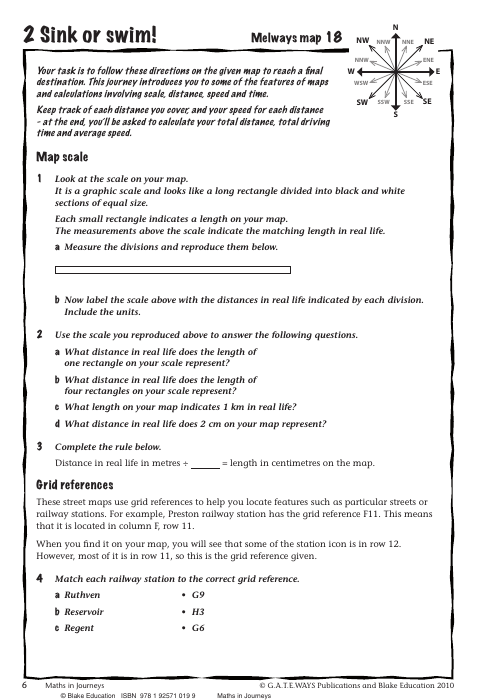 2 Sink or swim!
Melways map 18
N
NNW NNE
NW NE
NNW ENE
W E
WSW ESE
SW SE
SSW SSE
S
Your task is to follow these directions on the given map to reach a final
destination. This journey introduces you to some of the features of maps
and calculations involving scale, distance, speed and time.
Keep track of each distance you cover, and your speed for each distance
– at the end, you'll be asked to calculate your total distance, total driving
time and average speed.
Map scale
1 Look at the scale on your map.
It is a graphic scale and looks like a long rectangle divided into black and white
sections of equal size.
Each small rectangle indicates a length on your map.
The measurements above the scale indicate the matching length in real life.
a Measure the divisions and reproduce them below.
b Now label the scale above with the distances in real life indicated by each division.
Include the units.
2 Use the scale you reproduced above to answer the following questions.
a What distance in real life does the length of
one rectangle on your scale represent?
b What distance in real life does the length of
four rectangles on your scale represent?
c What length on your map indicates 1 km in real life?
d What distance in real life does 2 cm on your map represent?
3 Complete the rule below.
Distance in real life in metres ÷ _____ = length in centimetres on the map.
Grid references
These street maps use grid references to help you locate features such as particular streets or
railway stations. For example, Preston railway station has the grid reference F11. This means
that it is located in column F, row 11.
When you find it on your map, you will see that some of the station icon is in row 12.
However, most of it is in row 11, so this is the grid reference given.
4 Match each railway station to the correct grid reference.
a Ruthven • G9
b Reservoir • H3
c Regent • G6
6 Maths in Journeys © G.A.T.E.WAYS Publications and Blake Education 2010
© Blake Education ISBN 978 1 92571 019 9 Maths in Journeys